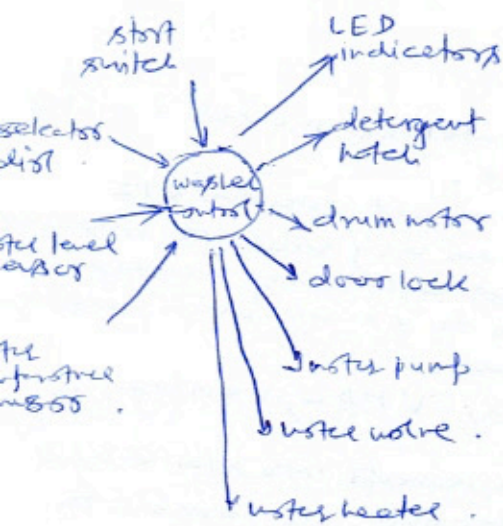 start
switch
LED
indicators
selector
dial.
detergent
hatch
washer
control
drum motor
water level
sensor
door lock
water
temperature
sensor.
water pump
water valve.
water heater.